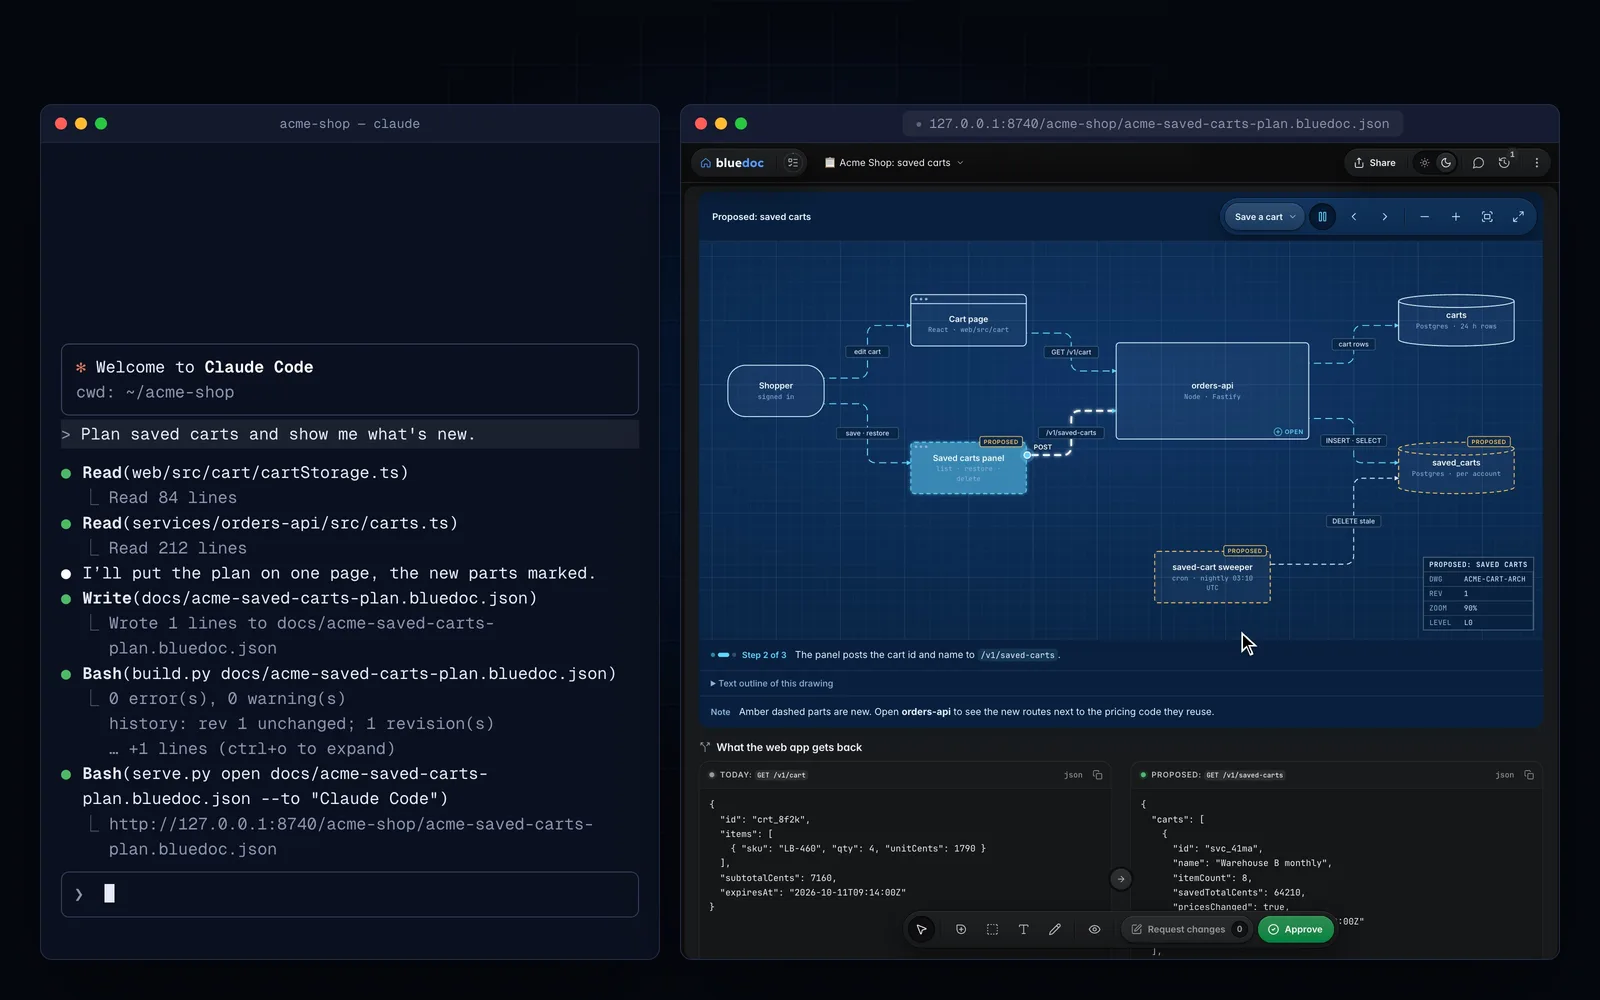 acme-shop — claude
✻ Welcome to Claude Code
cwd: ~/acme-shop
> Plan saved carts and show me what's new.
Read(web/src/cart/cartStorage.ts)
Read 84 lines
Read(services/orders-api/src/carts.ts)
Read 212 lines
I'll put the plan on one page, the new parts marked.
Write(docs/acme-saved-carts-plan.bluedoc.json)
Wrote 1 lines to docs/acme-saved-carts-
plan.bluedoc.json
Bash(build.py docs/acme-saved-carts-plan.bluedoc.json)
0 error(s), 0 warning(s)
history: rev 1 unchanged; 1 revision(s)
… +1 lines (ctrl+o to expand)
Bash(serve.py open docs/acme-saved-carts-
plan.bluedoc.json --to "Claude Code")
http://127.0.0.1:8740/acme-shop/acme-saved-carts-
plan.bluedoc.json
❯
127.0.0.1:8740/acme-shop/acme-saved-carts-plan.bluedoc.json
bluedoc
Acme Shop: saved carts
Share
1
Proposed: saved carts
Save a cart
Cart page
React · web/src/cart
carts
Postgres · 24 h rows
edit cart
GET /v1/cart
cart rows
Shopper
signed in
orders-api
Node · Fastify
OPEN
save · restore
/v1/saved-carts
POST
INSERT · SELECT
PROPOSED
Saved carts panel
list · restore ·
delete
PROPOSED
saved_carts
Postgres · per account
DELETE stale
PROPOSED
saved-cart sweeper
cron · nightly 03:10
UTC
PROPOSED: SAVED CARTS
DWG ACME-CART-ARCH
REV 1
ZOOM 90%
LEVEL L0
Step 2 of 3 The panel posts the cart id and name to /v1/saved-carts.
Text outline of this drawing
Note Amber dashed parts are new. Open orders-api to see the new routes next to the pricing code they reuse.
What the web app gets back
TODAY: GET /v1/cart json
{
"id": "crt_8f2k",
"items": [
{ "sku": "LB-460", "qty": 4, "unitCents": 1790 }
],
"subtotalCents": 7160,
"expiresAt": "2026-10-11T09:14:00Z"
}
PROPOSED: GET /v1/saved-carts json
{
"carts": [
{
"id": "svc_41ma",
"name": "Warehouse B monthly",
"itemCount": 8,
"savedTotalCents": 64210,
"pricesChanged": true,
:00Z"
],
Request changes 0
Approve